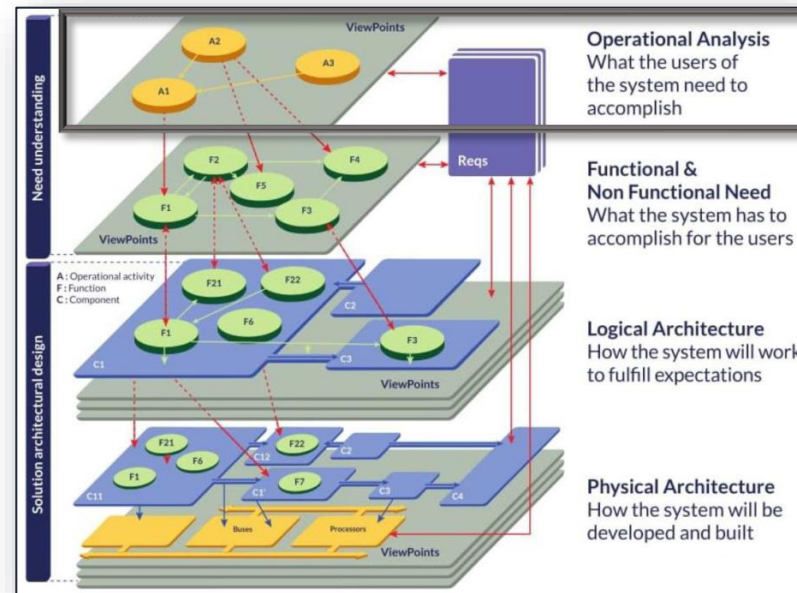 Need understanding
ViewPoints
A2
A3
A1
Operational Analysis
What the users of
the system need to
accomplish
Reqs
F2
F4
F5
F1
F3
ViewPoints
Functional &
Non Functional Need
What the system has to
accomplish for the users
Solution architectural design
A : Operational activity
F : Function
C : Component
F21
F22
C2
F6
F1
F3
C1
C3
ViewPoints
Logical Architecture
How the system will work
to fulfill expectations
F21
F22
C2
F6
C12
F1
F7
C3
C11
C1'
C4
Buses
Processors
ViewPoints
Physical Architecture
How the system will be
developed and built